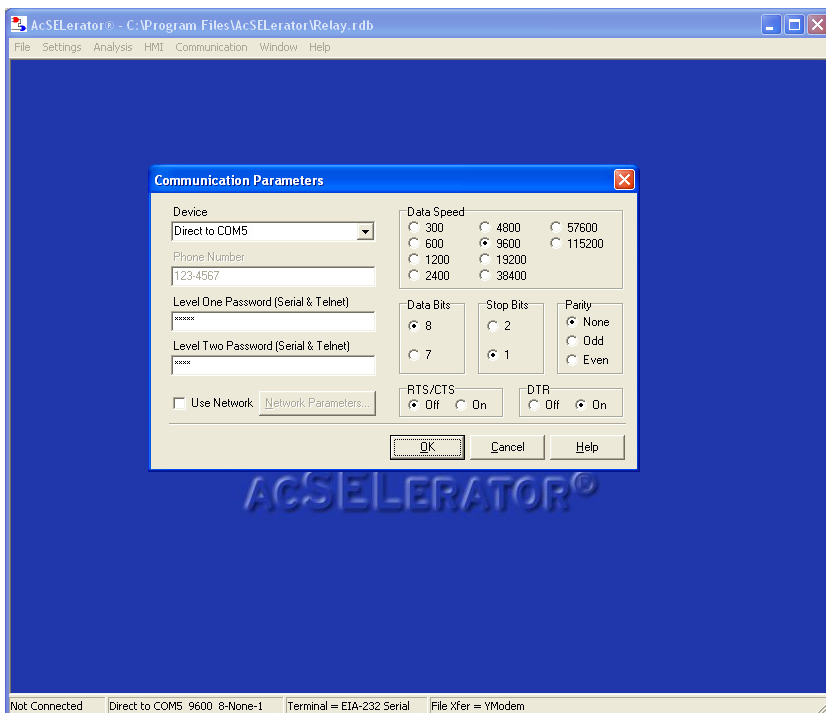 AcSELerator® - C:\Program Files\AcSELerator\Relay.rdb
File Settings Analysis HMI Communication Window Help
Communication Parameters
Device
Direct to COM5
Phone Number
123-4567
Level One Password (Serial & Telnet)
*****
Level Two Password (Serial & Telnet)
****
Use Network Network Parameters...
Data Speed
300 4800 57600
600 9600 115200
1200 19200
2400 38400
Data Bits
8
7
Stop Bits
2
1
Parity
None
Odd
Even
RTS/CTS
Off On
DTR
Off On
OK Cancel Help
ACSELERATOR®
Not Connected Direct to COM5 9600 8-None-1 Terminal = EIA-232 Serial File Xfer = YModem